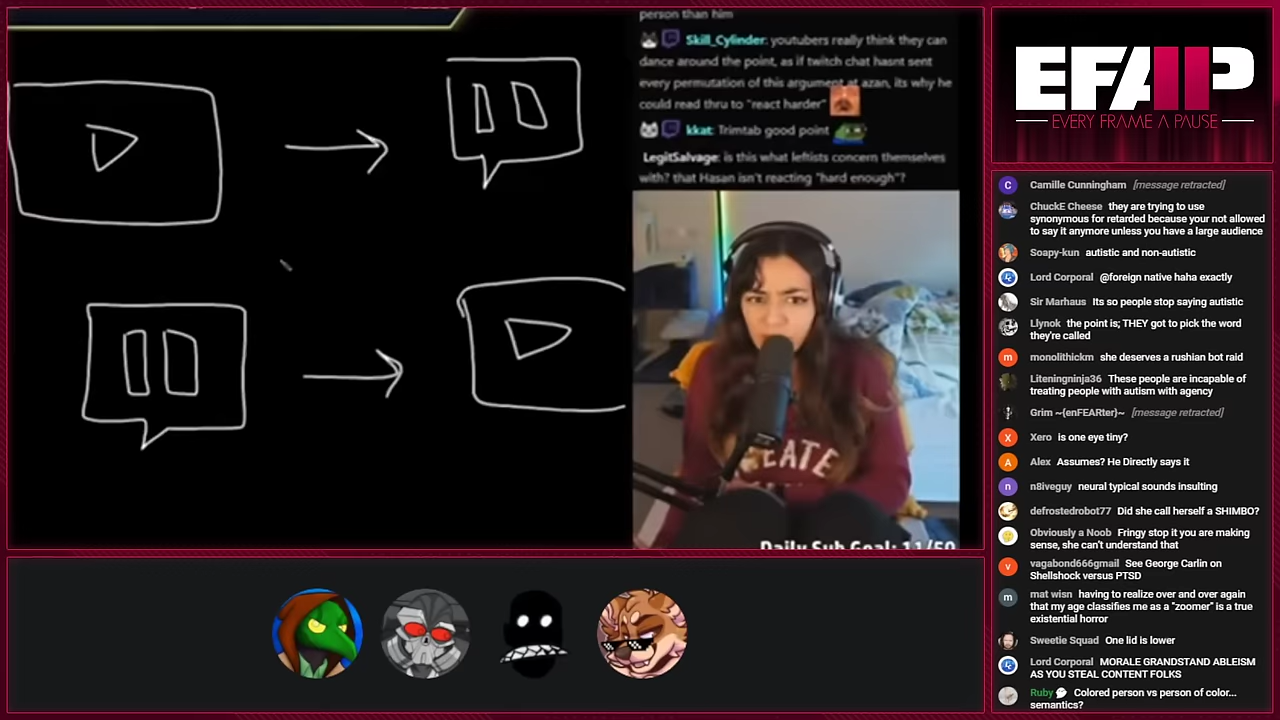 person than him
Skill_Cylinder: youtubers really think they can
dance around the point, as if twitch chat hasnt sent
every permutation of this argument at azan, its why he
could read thru to "react harder"
kkat: Trimtab good point
LegitSalvage: is this what leftists concern themselves
with? that Hasan isn't reacting "hard enough"?
EATE
Daily Sub Goal: 11/50
EFAP
EVERY FRAME A PAUSE
Camille Cunningham [message retracted]
ChuckE Cheese they are trying to use
synonymous for retarded because your not allowed
to say it anymore unless you have a large audience
Soapy-kun autistic and non-autistic
Lord Corporal @foreign native haha exactly
Sir Marhaus Its so people stop saying autistic
Llynok the point is; THEY got to pick the word
they're called
m monolithickm she deserves a rushian bot raid
Liteningninja36 These people are incapable of
treating people with autism with agency
Grim ~{enFEARter}~ [message retracted]
X Xero is one eye tiny?
A Alex Assumes? He Directly says it
n n8iveguy neural typical sounds insulting
defrostedrobot77 Did she call herself a SHIMBO?
Obviously a Noob Fringy stop it you are making
sense, she can't understand that
v vagabond666gmail See George Carlin on
Shellshock versus PTSD
m mat wisn having to realize over and over again
that my age classifies me as a "zoomer" is a true
existential horror
Sweetie Squad One lid is lower
Lord Corporal MORALE GRANDSTAND ABLEISM
AS YOU STEAL CONTENT FOLKS
Ruby Colored person vs person of color...
semantics?